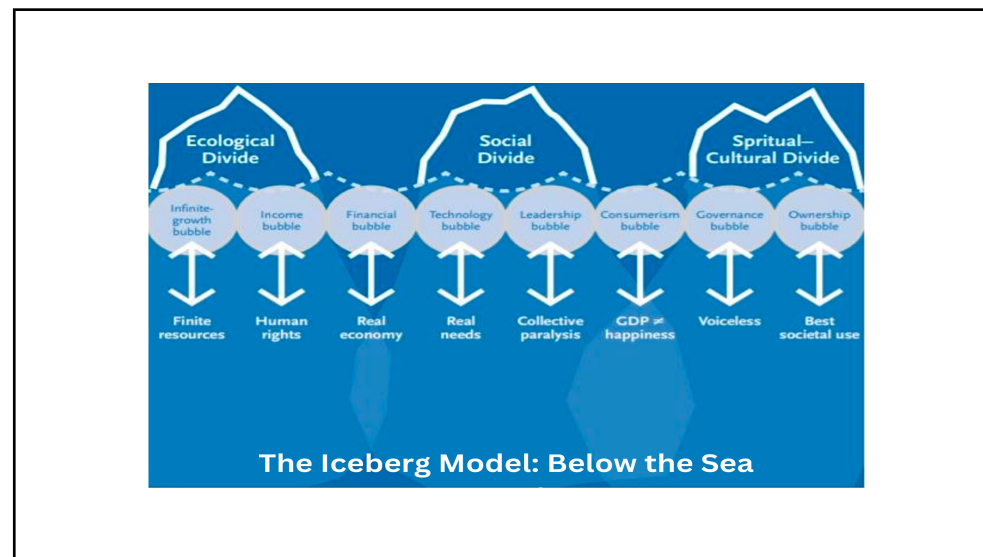 Ecological
Divide
Social
Divide
Spritual–
Cultural Divide
Infinite-
growth
bubble
Income
bubble
Financial
bubble
Technology
bubble
Leadership
bubble
Consumerism
bubble
Governance
bubble
Ownership
bubble
Finite
resources
Human
rights
Real
economy
Real
needs
Collective
paralysis
GDP ≠
happiness
Voiceless
Best
societal use
The Iceberg Model: Below the Sea